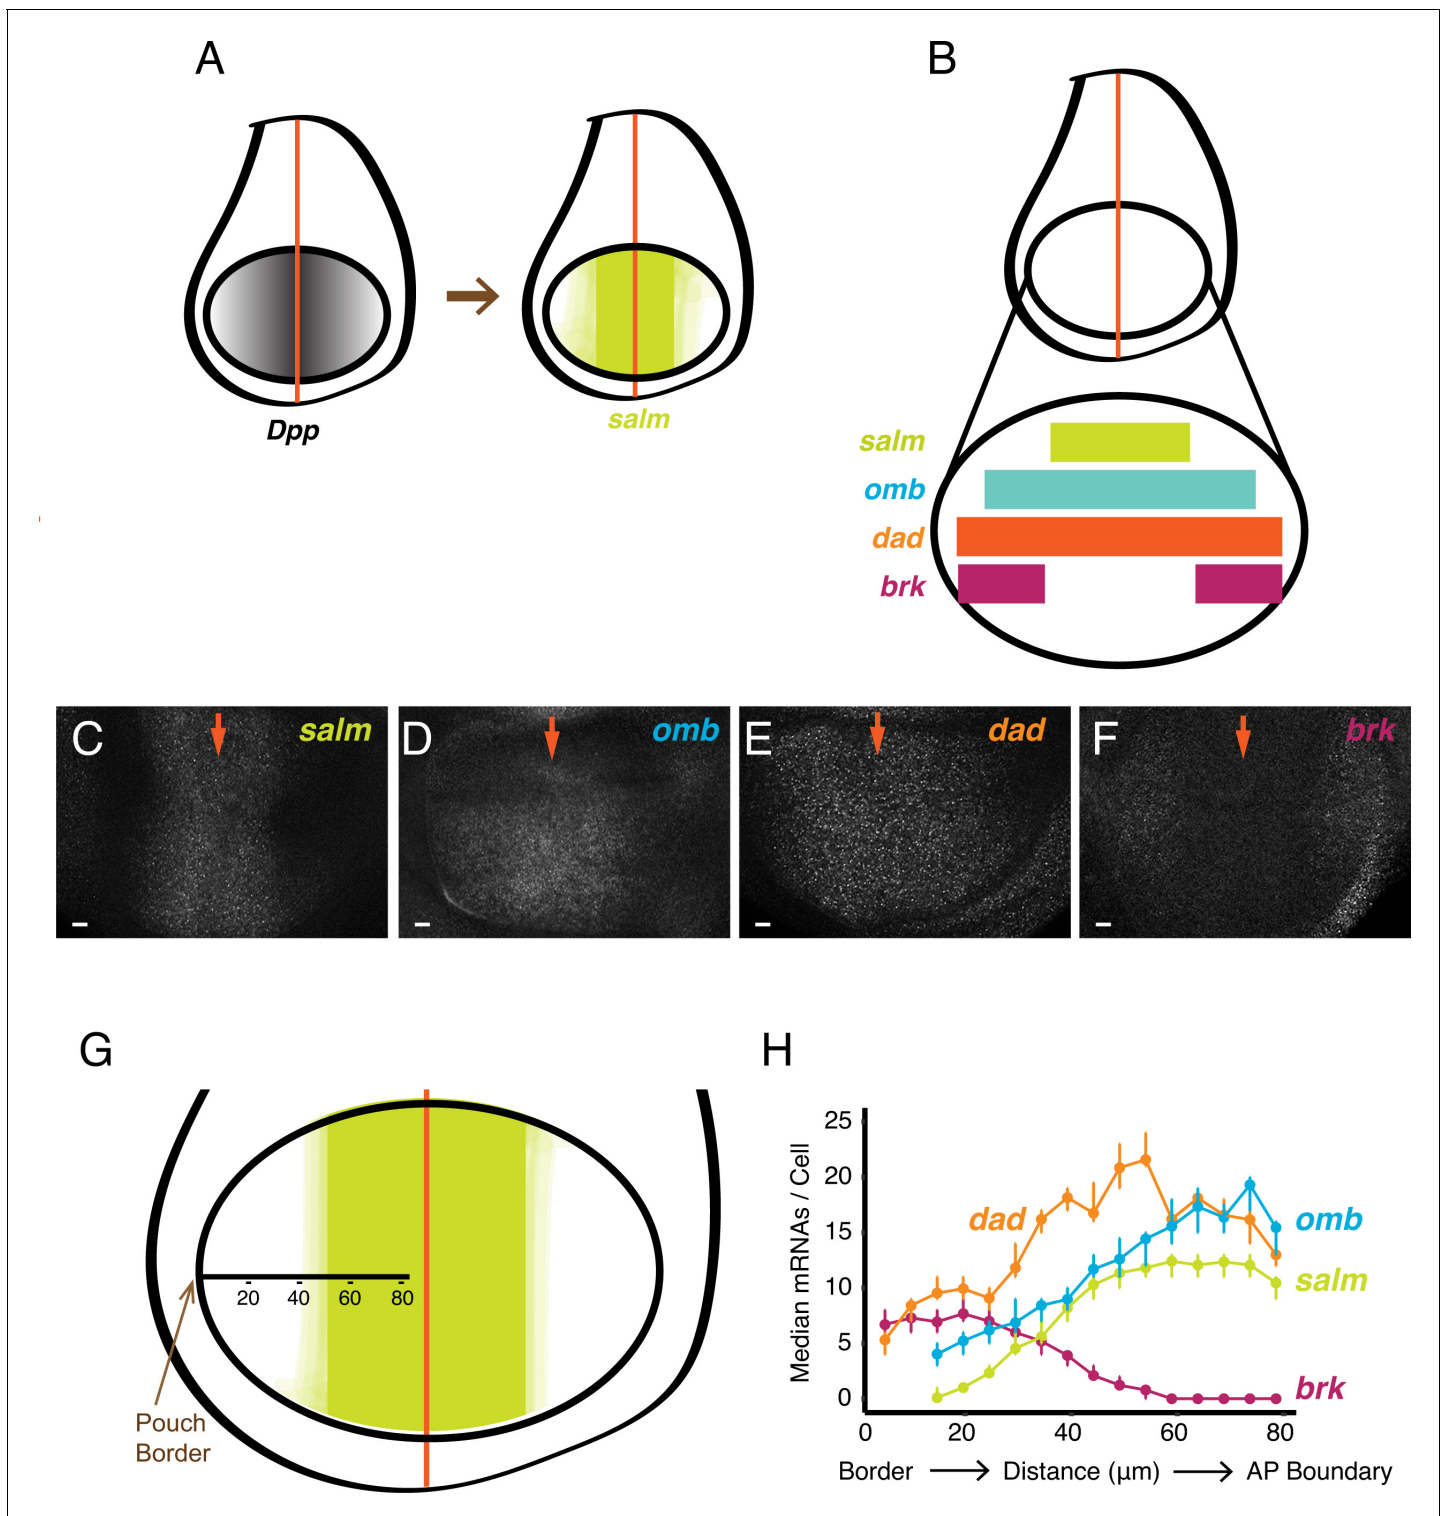 A
B
Dpp
salm
salm
omb
dad
brk
C
salm
D
omb
E
dad
F
brk
G
20
40
60
80
Pouch
Border
H
Median mRNAs / Cell
25
20
15
10
5
0
dad
omb
salm
brk
0
20
40
60
80
Border → Distance (μm) → AP Boundary